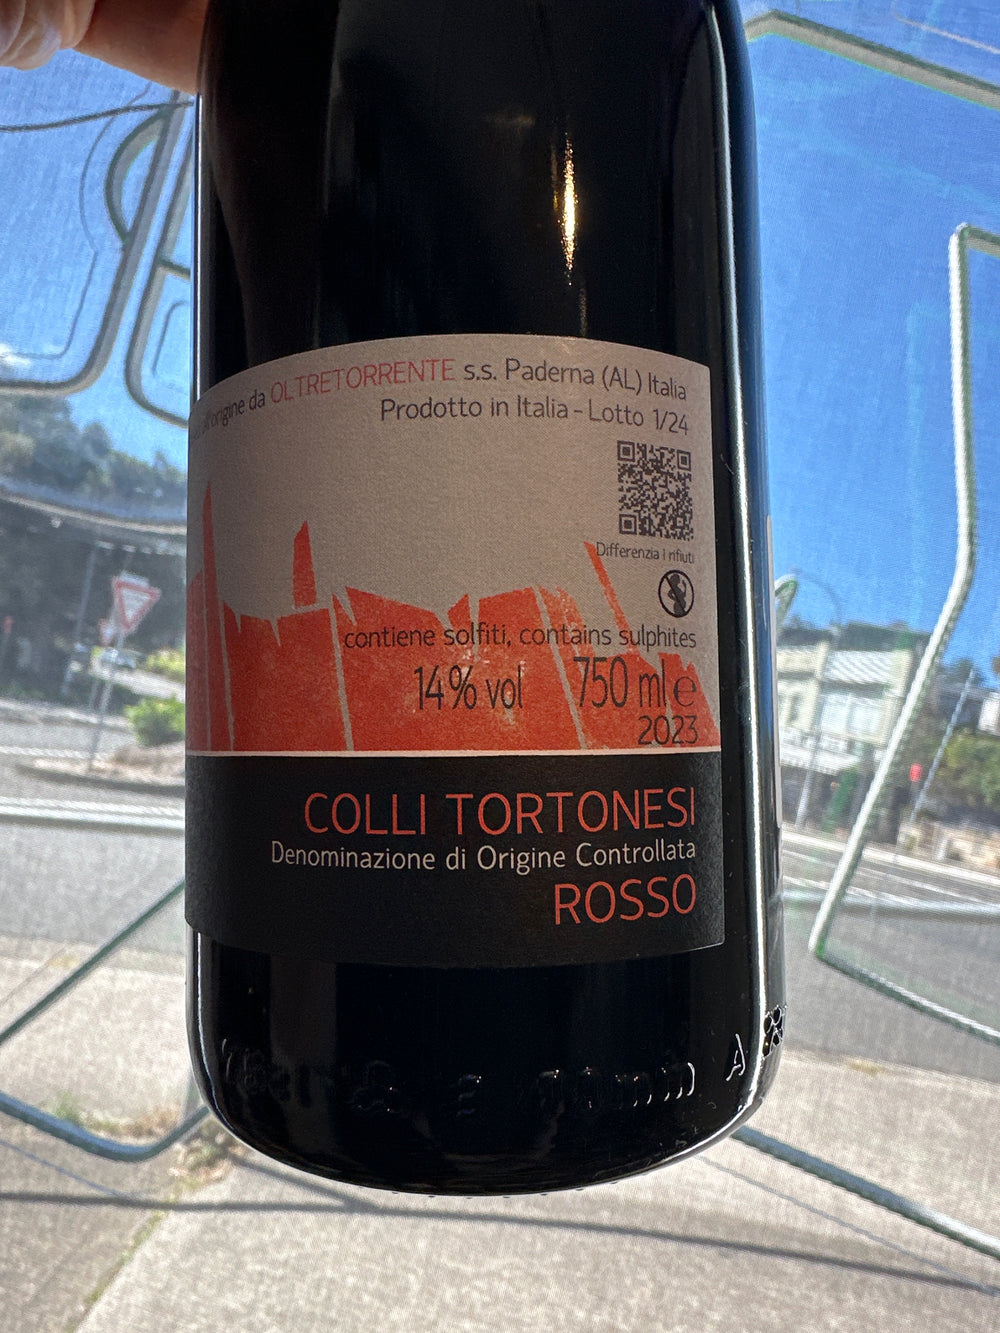 all'origine da OLTRETORRENTE s.s. Paderna (AL) Italia
Prodotto in Italia - Lotto 1/24
Differenzia i rifiuti
contiene solfiti, contains sulphites
14% vol 750 ml e
2023
COLLI TORTONESI
Denominazione di Origine Controllata
ROSSO